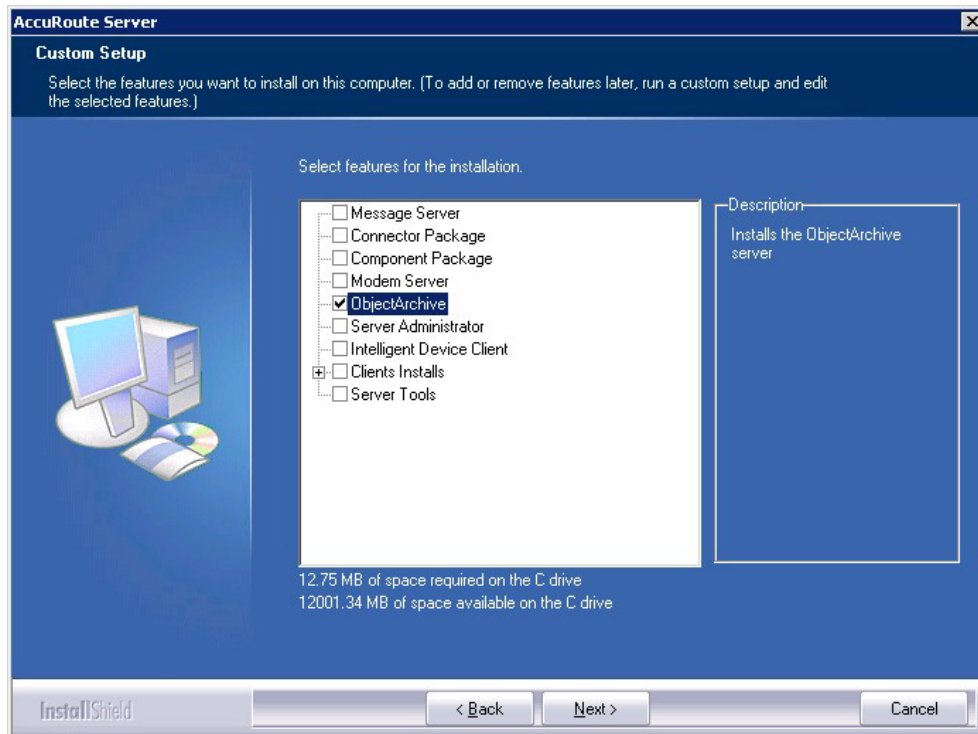 AccuRoute Server
Custom Setup
Select the features you want to install on this computer. (To add or remove features later, run a custom setup and edit
the selected features.)
Select features for the installation.
Message Server
Connector Package
Component Package
Modem Server
ObjectArchive
Server Administrator
Intelligent Device Client
Clients Installs
Server Tools
Description
Installs the ObjectArchive
server
12.75 MB of space required on the C drive
12001.34 MB of space available on the C drive
InstallShield
< Back
Next >
Cancel